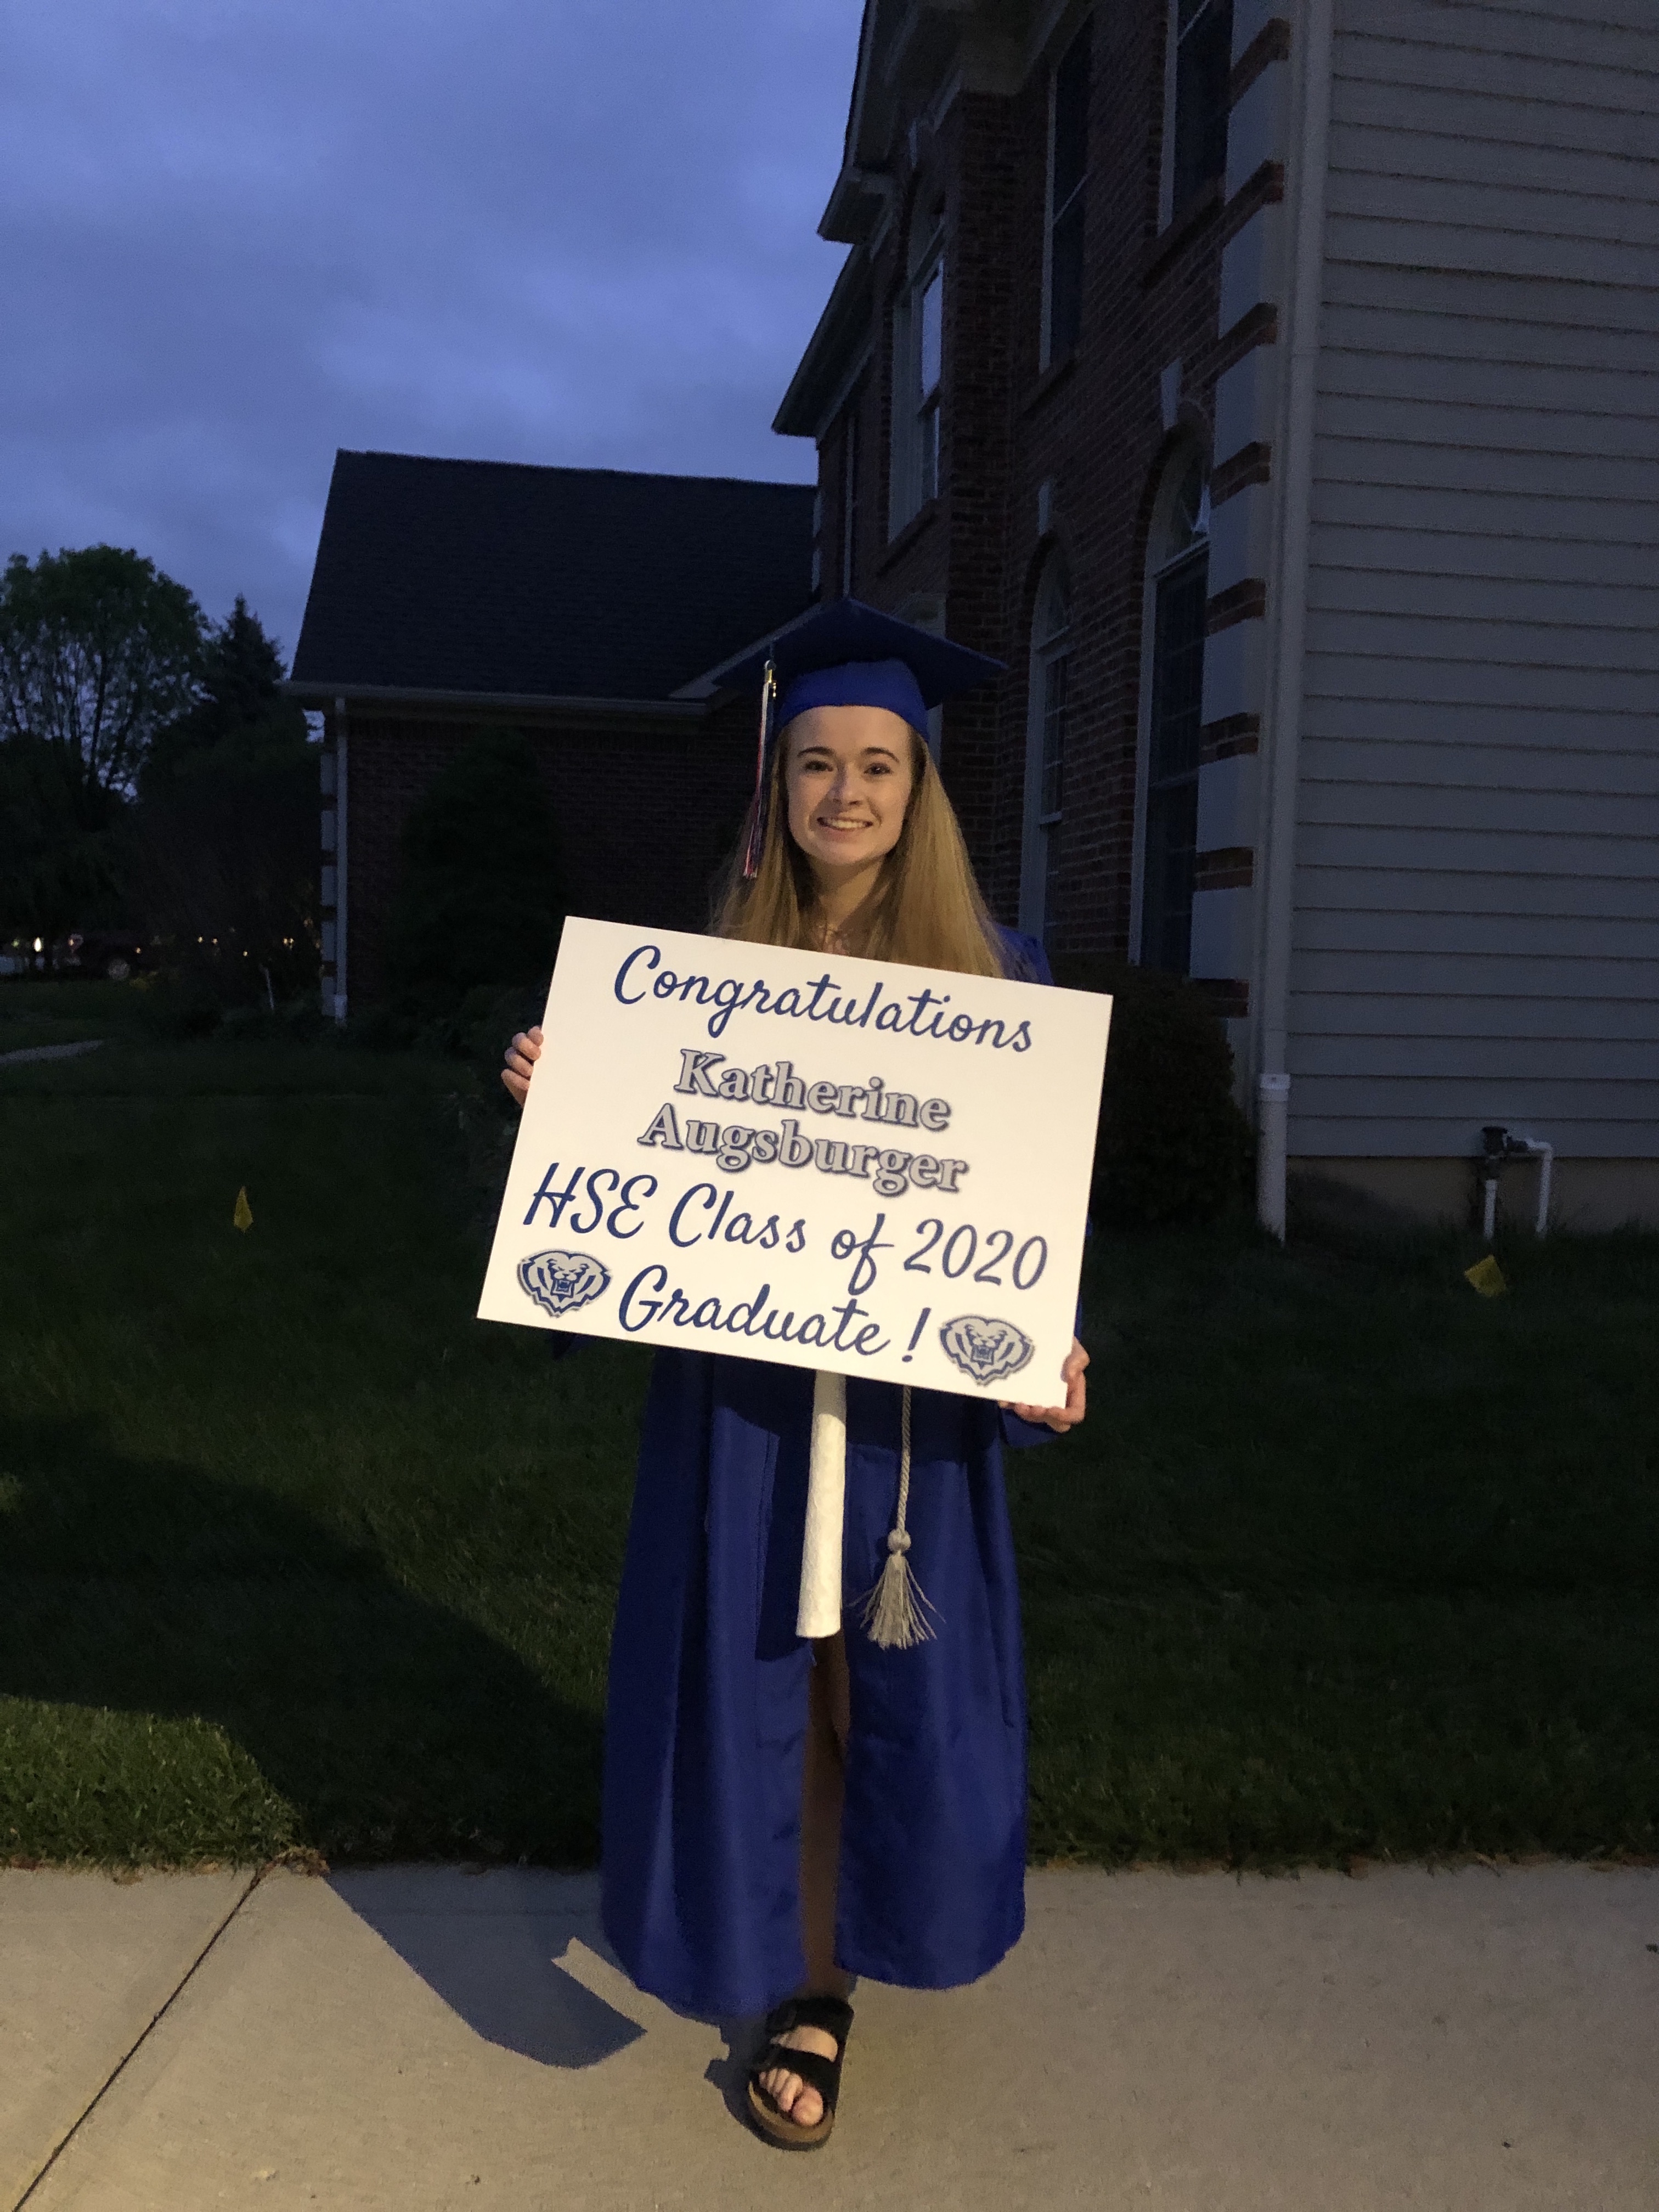 Congratulations
Katherine
Augsburger
HSE Class of 2020
Graduate!